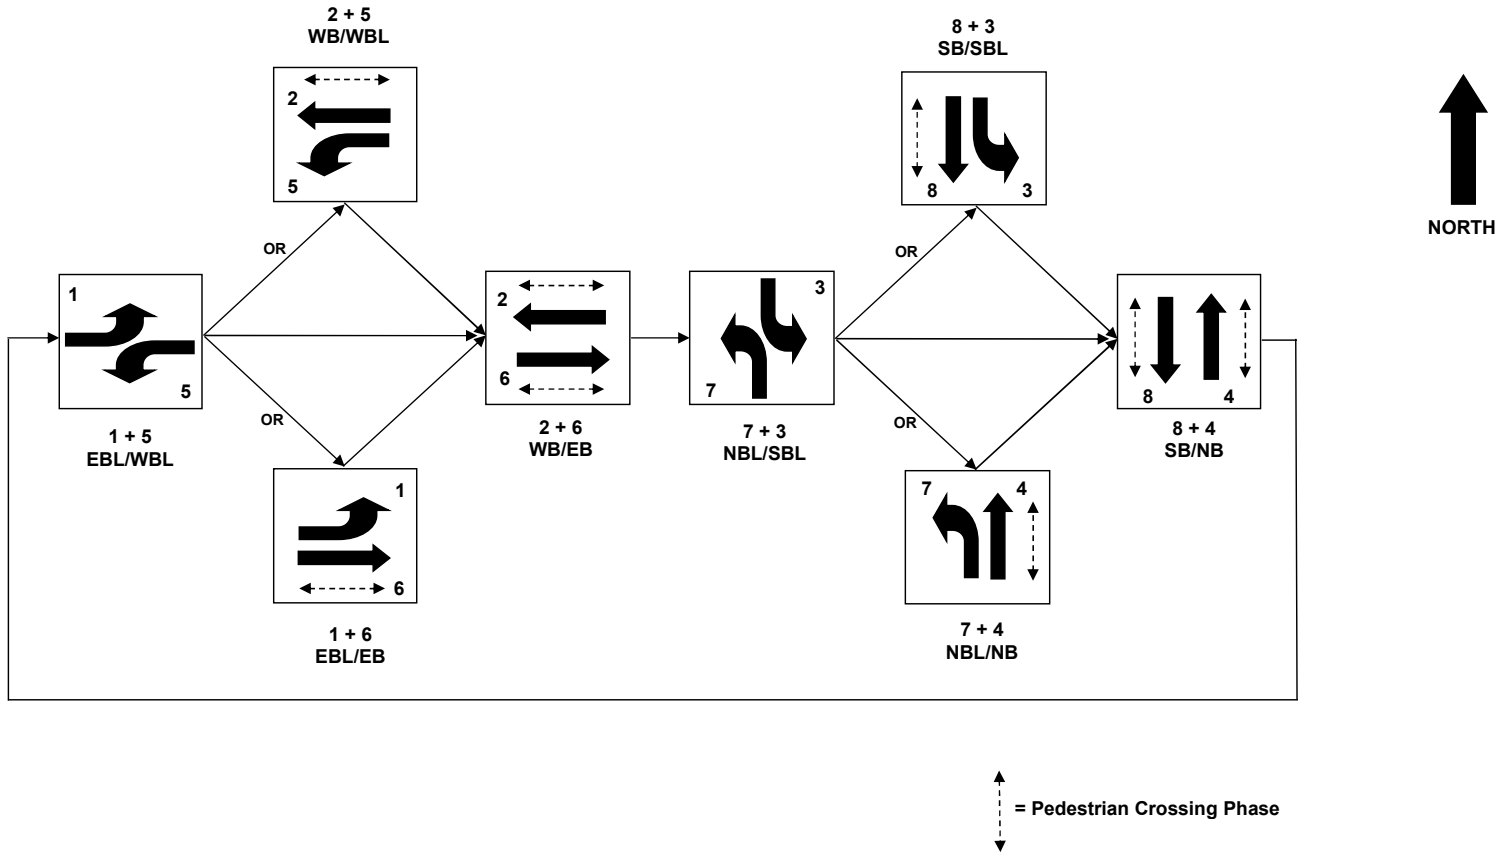 2 + 5
WB/WBL
2
5
8 + 3
SB/SBL
8
3
NORTH
OR
OR
1
5
1 + 5
EBL/WBL
2
6
2 + 6
WB/EB
3
7
7 + 3
NBL/SBL
8
4
8 + 4
SB/NB
OR
OR
1
6
1 + 6
EBL/EB
7
4
7 + 4
NBL/NB
= Pedestrian Crossing Phase